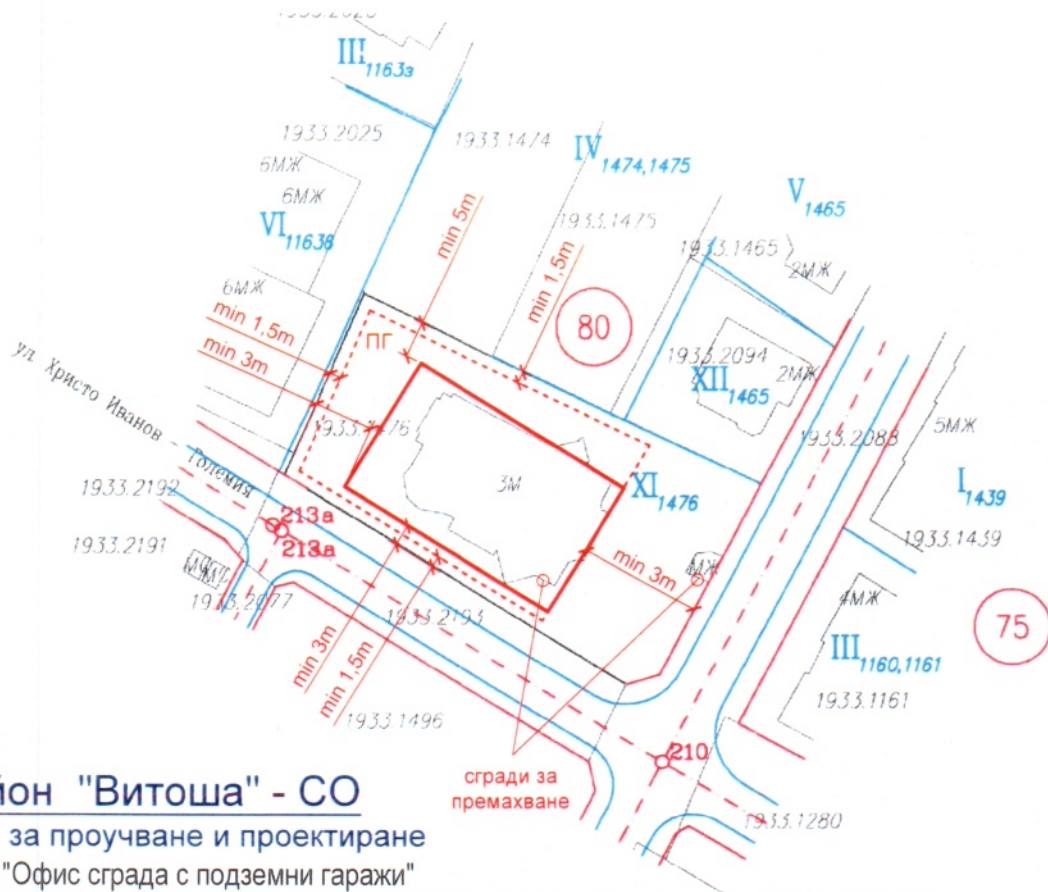 III 1163з
1933.2025
1933.1474
IV 1474,1475
6МЖ
6МЖ
V 1465
VI 11638
min 5m
1933.1475
1933.1465
2МЖ
6МЖ
min 1,5m
min 1,5m
ПГ
80
min 3m
1933.2094
2МЖ
XII 1465
ул. Христо Иванов - Големия
1933.2088
5МЖ
3М
XI 1476
I 1439
1933.2192
213а
213а
1933.1439
1933.2191
min 3m
4МЖ
1933.2077
1933.2193
75
III 1160,1161
min 3m
min 1,5m
1933.1496
1933.1161
210
сгради за
премахване
1933.1280
йон "Витоша" - СО
за проучване и проектиране
"Офис сграда с подземни гаражи"